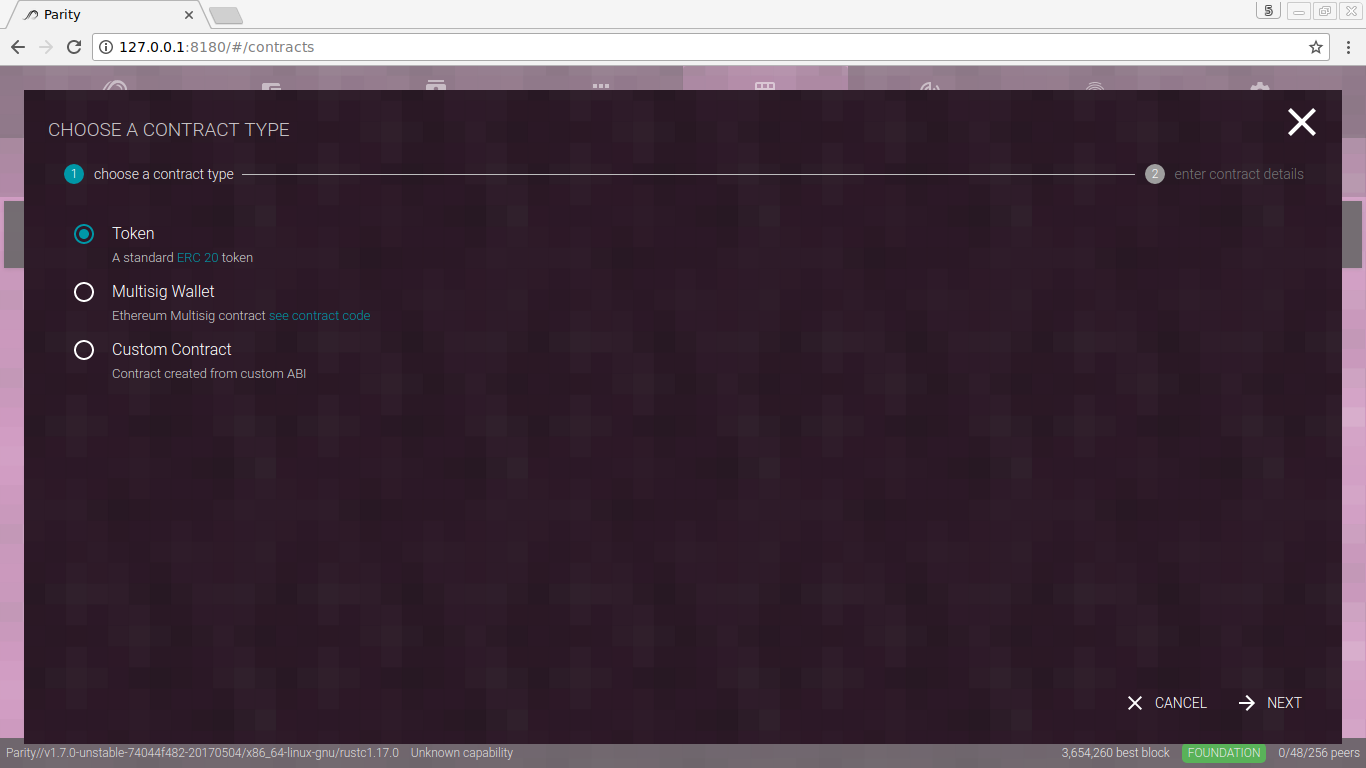 Parity
5
127.0.0.1:8180/#/contracts
CHOOSE A CONTRACT TYPE
1 choose a contract type
2 enter contract details
Token
A standard ERC 20 token
Multisig Wallet
Ethereum Multisig contract see contract code
Custom Contract
Contract created from custom ABI
CANCEL
NEXT
Parity//v1.7.0-unstable-74044f482-20170504/x86_64-linux-gnu/rustc1.17.0 Unknown capability
3,654,260 best block FOUNDATION 0/48/256 peers